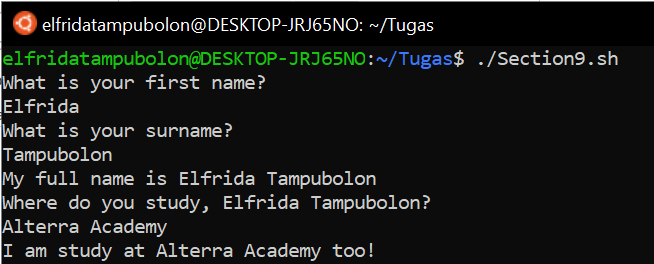 elfridatampubolon@DESKTOP-JRJ65NO: ~/Tugas
elfridatampubolon@DESKTOP-JRJ65NO:~/Tugas$ ./Section9.sh
What is your first name?
Elfrida
What is your surname?
Tampubolon
My full name is Elfrida Tampubolon
Where do you study, Elfrida Tampubolon?
Alterra Academy
I am study at Alterra Academy too!